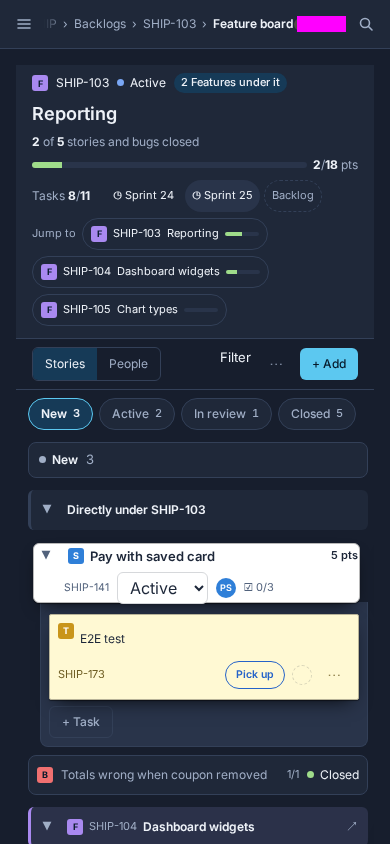 IP › Backlogs › SHIP-103 › Feature board
F SHIP-103 Active 2 Features under it
Reporting
2 of 5 stories and bugs closed
2/18 pts
Tasks 8/11 Sprint 24 Sprint 25 Backlog
Jump to F SHIP-103 Reporting
F SHIP-104 Dashboard widgets
F SHIP-105 Chart types
Stories People Filter ... + Add
New 3 Active 2 In review 1 Closed 5
New 3
▼ Directly under SHIP-103
▼ S Pay with saved card 5 pts
SHIP-141 Active PS ☑ 0/3
T E2E test
SHIP-173 Pick up ...
+ Task
B Totals wrong when coupon removed 1/1 Closed
▼ F SHIP-104 Dashboard widgets ↗